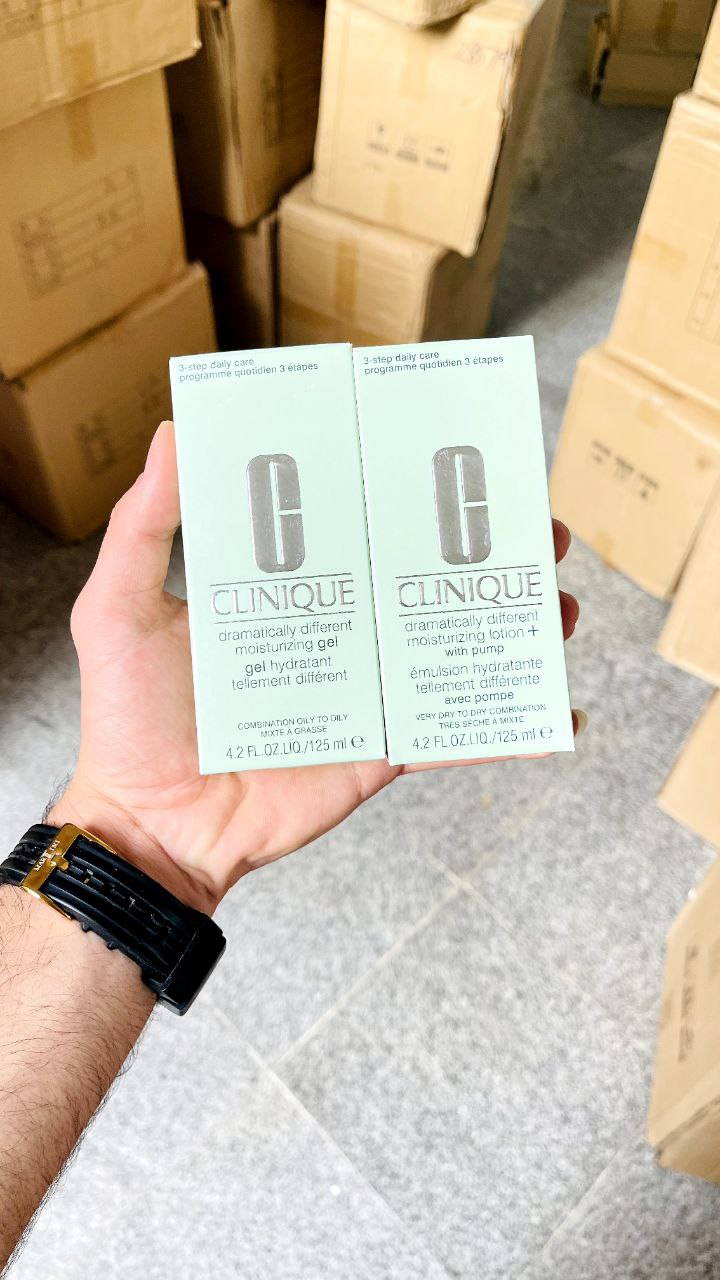 3-step daily care
programme quotidien 3 étapes
CLINIQUE
dramatically different
moisturizing gel
gel hydratant
tellement différent
COMBINATION OILY TO OILY
MIXTE À GRASSE
4.2 FL.OZ.LIQ./125 ml ℮
3-step daily care
programme quotidien 3 étapes
CLINIQUE
dramatically different
moisturizing lotion +
with pump
émulsion hydratante
tellement différente
avec pompe
VERY DRY TO DRY COMBINATION
TRÈS SÈCHE À MIXTE
4.2 FL.OZ.LIQ./125 ml ℮